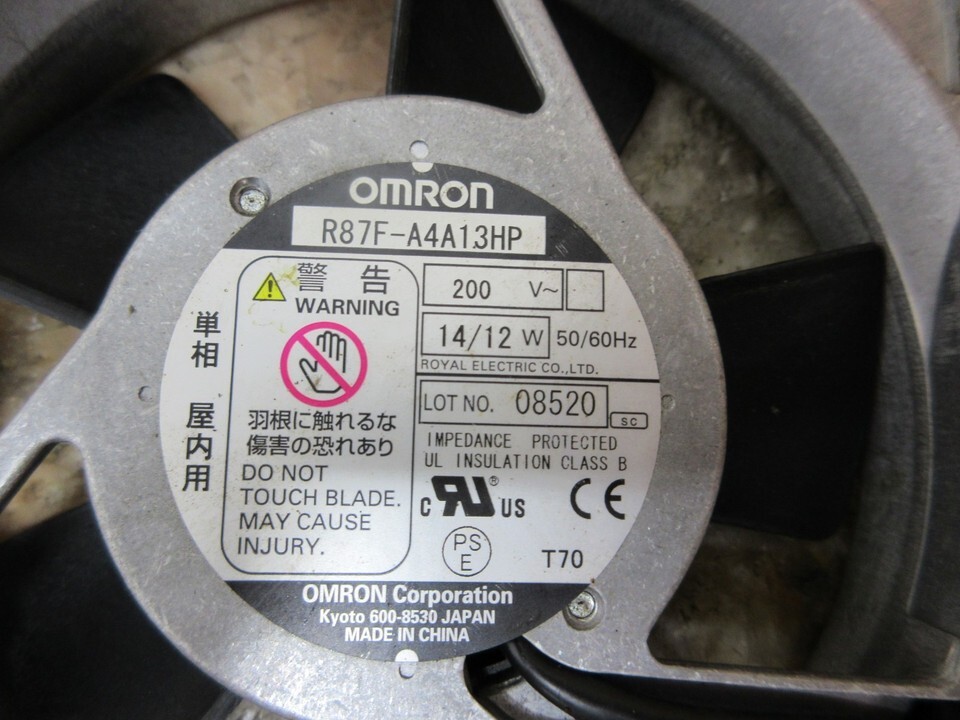 OMRON
R87F-A4A13HP
警告
WARNING
羽根に触れるな
傷害の恐れあり
DO NOT
TOUCH BLADE.
MAY CAUSE
INJURY.
単相 屋内用
200 V~
14/12 W 50/60Hz
ROYAL ELECTRIC CO.,LTD.
LOT NO. 08520
SC
IMPEDANCE PROTECTED
UL INSULATION CLASS B
C RU ® US CE
PS
E
T70
OMRON Corporation
Kyoto 600-8530 JAPAN
MADE IN CHINA